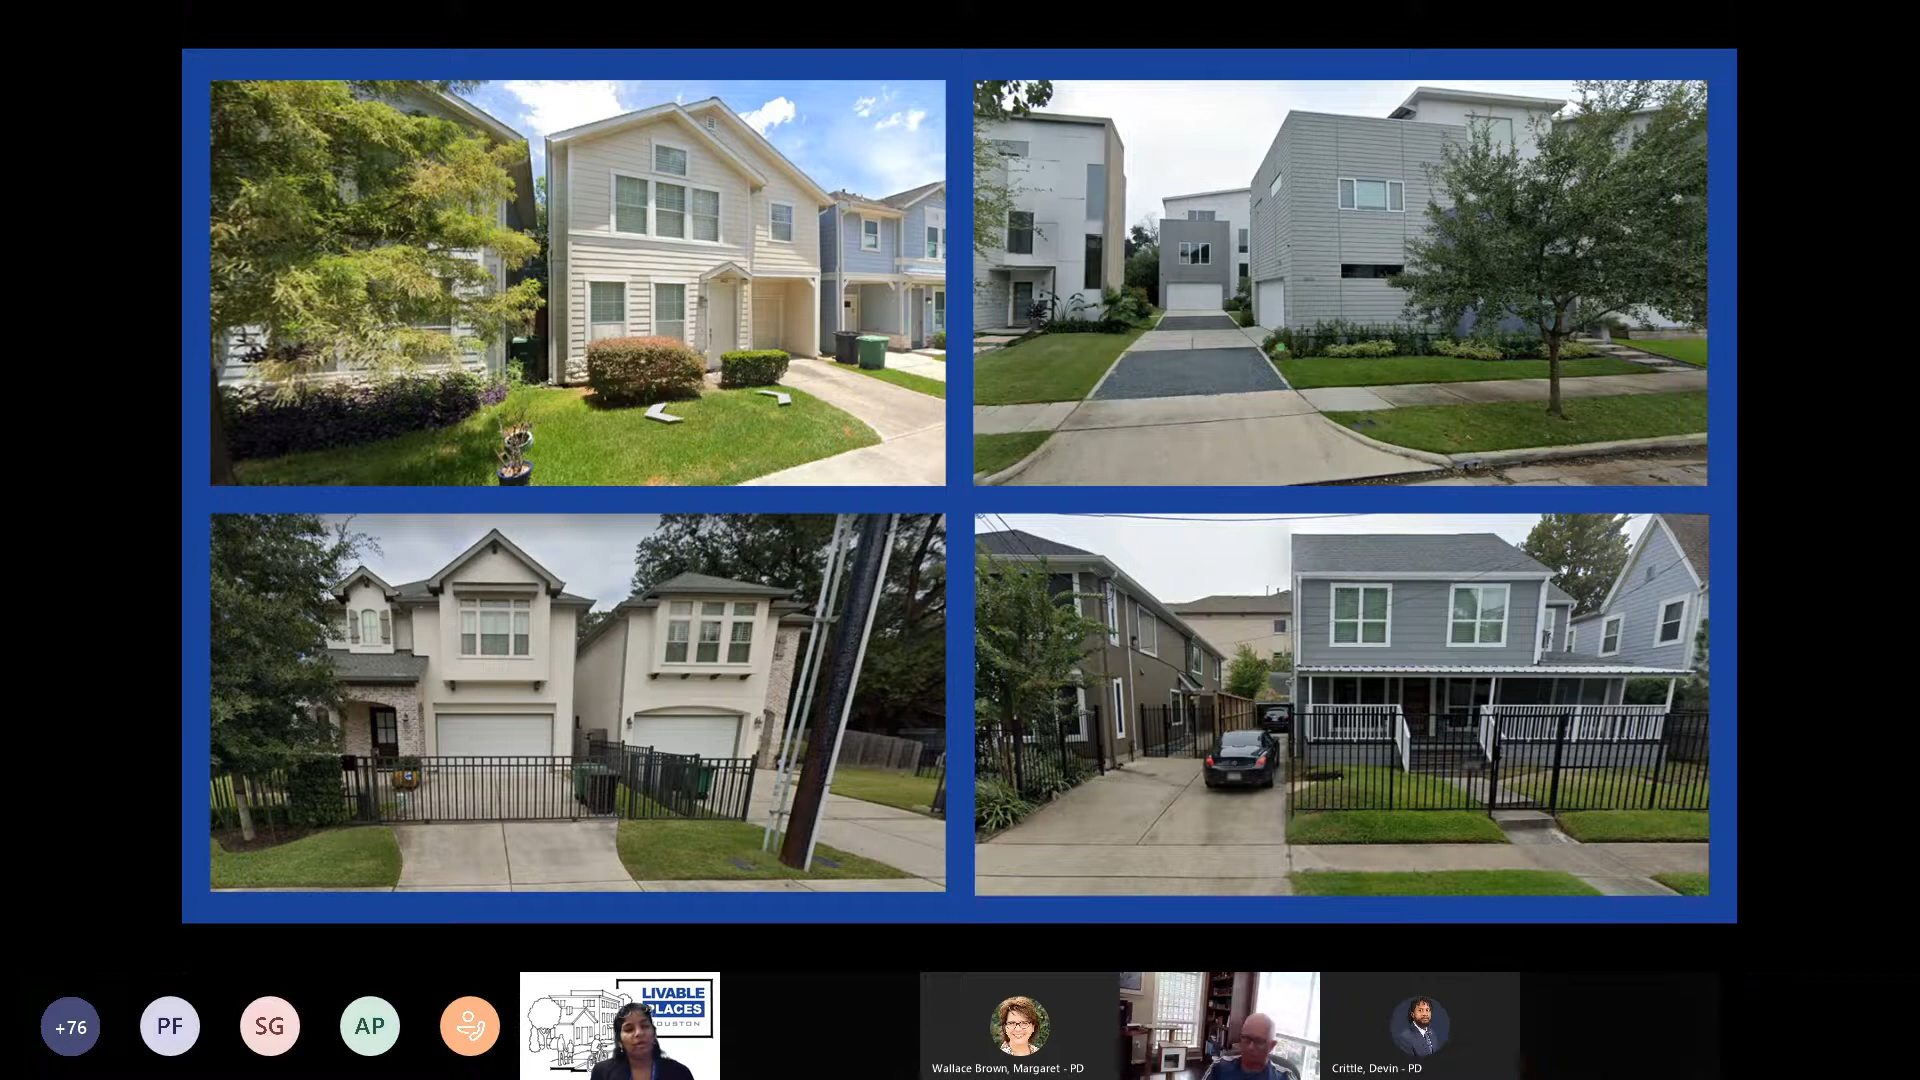 +76
PF
SG
AP
LIVABLE
PLACES
HOUSTON
Wallace Brown, Margaret - PD
Crittle, Devin - PD